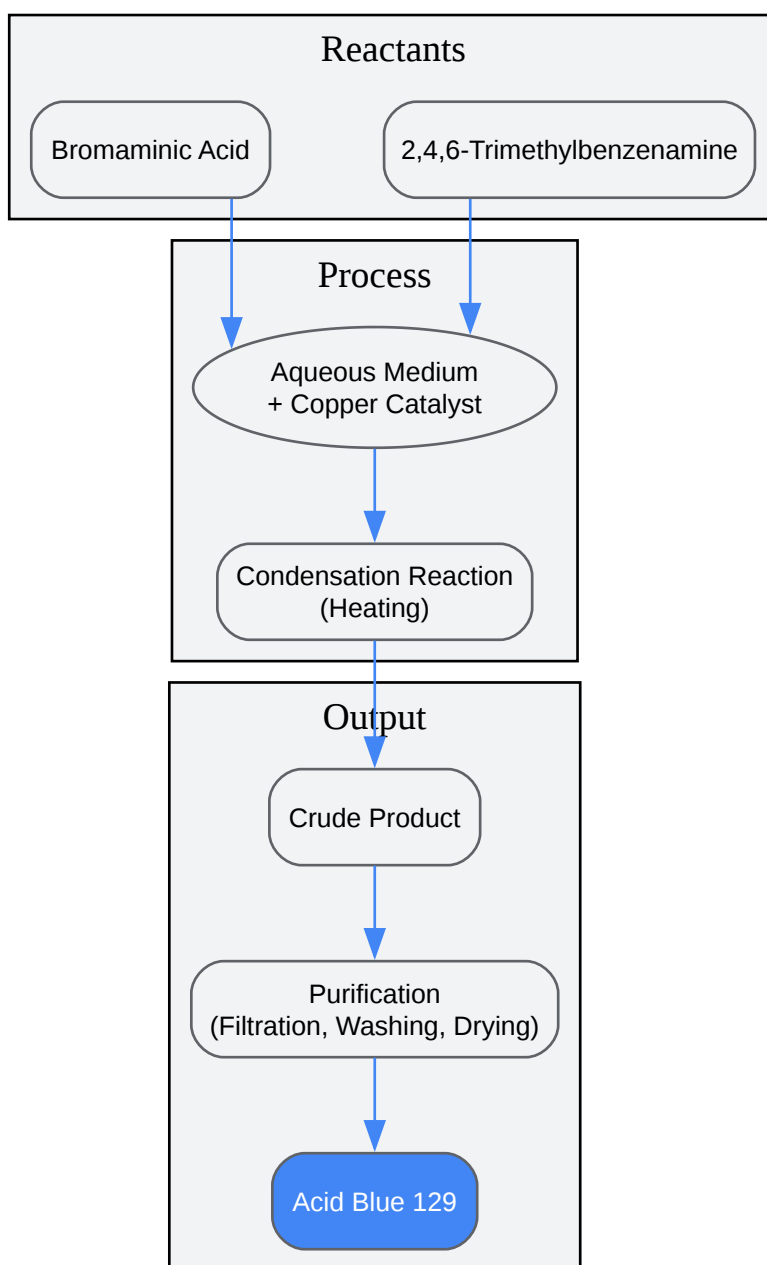 Reactants
Bromaminic Acid
2,4,6-Trimethylbenzenamine
Process
Aqueous Medium
+ Copper Catalyst
Condensation Reaction
(Heating)
Output
Crude Product
Purification
(Filtration, Washing, Drying)
Acid Blue 129